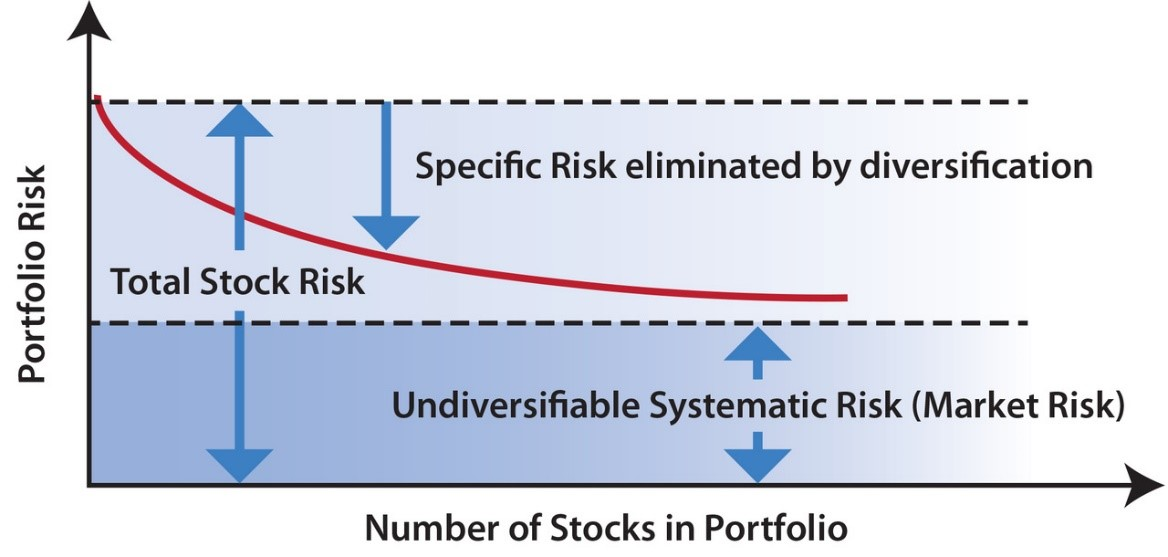 Portfolio Risk
Specific Risk eliminated by diversification
Total Stock Risk
Undiversifiable Systematic Risk (Market Risk)
Number of Stocks in Portfolio